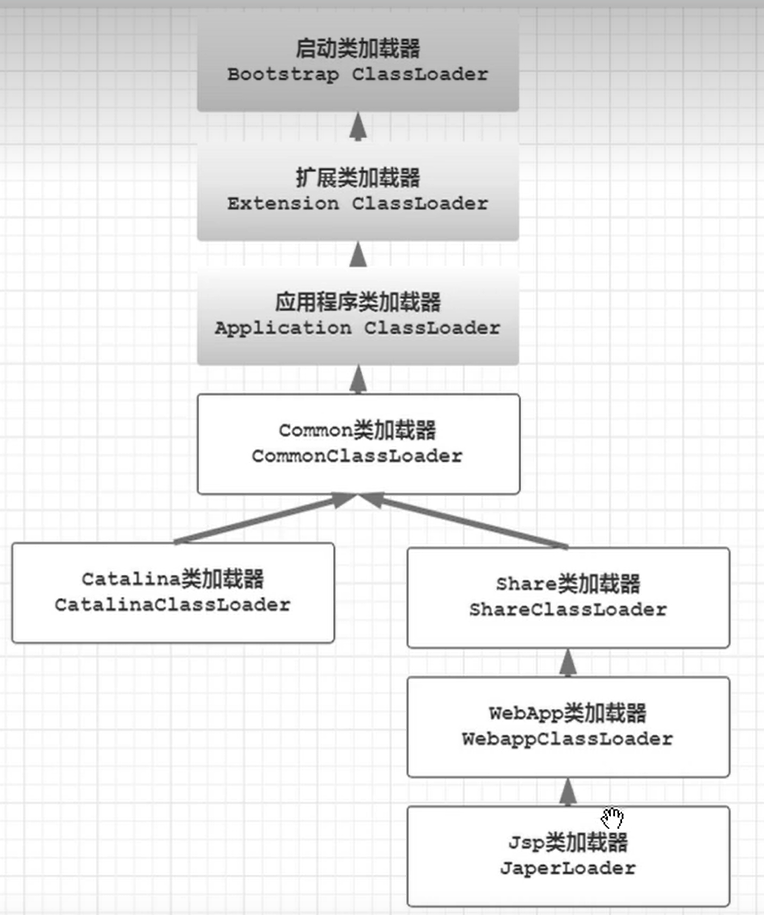 启动类加载器
Bootstrap ClassLoader
扩展类加载器
Extension ClassLoader
应用程序类加载器
Application ClassLoader
Common类加载器
CommonClassLoader
Catalina类加载器
CatalinaClassLoader
Share类加载器
ShareClassLoader
WebApp类加载器
WebappClassLoader
Jsp类加载器
JaperLoader